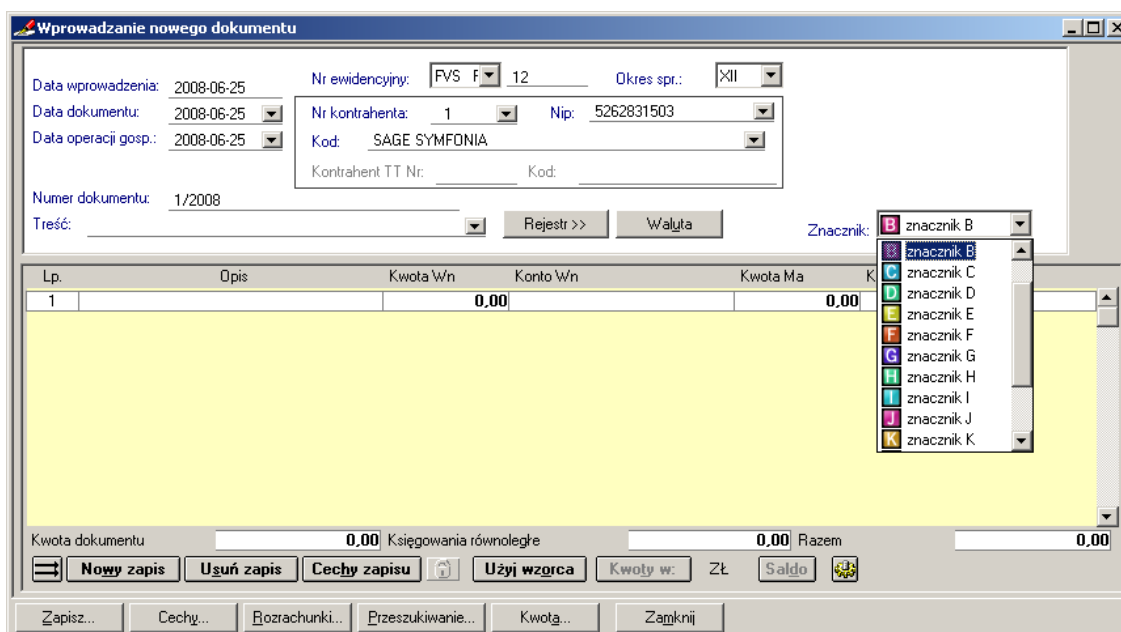 Wprowadzanie nowego dokumentu
Data wprowadzenia: 2008-06-25 Nr ewidencyjny: FVS F 12 Okres spr.: XII
Data dokumentu: 2008-06-25 Nr kontrahenta: 1 Nip: 5262831503
Data operacji gosp.: 2008-06-25 Kod: SAGE SYMFONIA
Kontrahent TT Nr: Kod:
Numer dokumentu: 1/2008
Treść: Rejestr >> Waluta Znacznik: B znacznik B
B znacznik B
C znacznik C
D znacznik D
E znacznik E
F znacznik F
G znacznik G
H znacznik H
I znacznik I
J znacznik J
K znacznik K
Lp. Opis Kwota Wn Konto Wn Kwota Ma K
1 0,00 0,00
Kwota dokumentu 0,00 Księgowania równoległe 0,00 Razem 0,00
Nowy zapis Usuń zapis Cechy zapisu Użyj wzorca Kwoty w: ZŁ Saldo
Zapisz... Cechy... Rozrachunki... Przeszukiwanie... Kwota... Zamknij